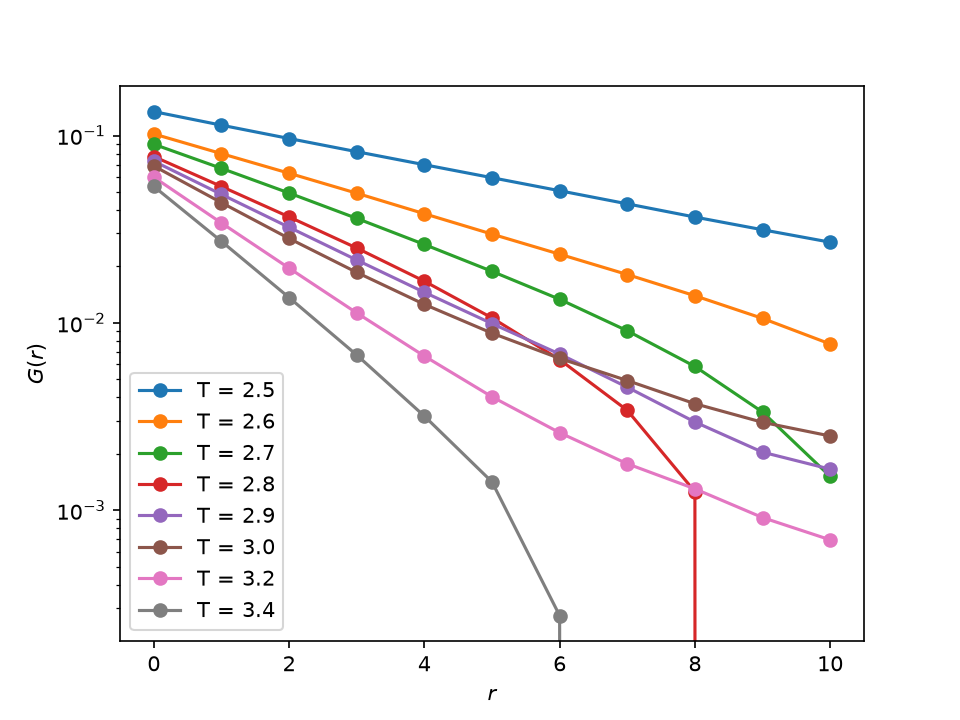 10⁻¹
10⁻²
10⁻³
G(r)
T = 2.5
T = 2.6
T = 2.7
T = 2.8
T = 2.9
T = 3.0
T = 3.2
T = 3.4
0 2 4 6 8 10
r